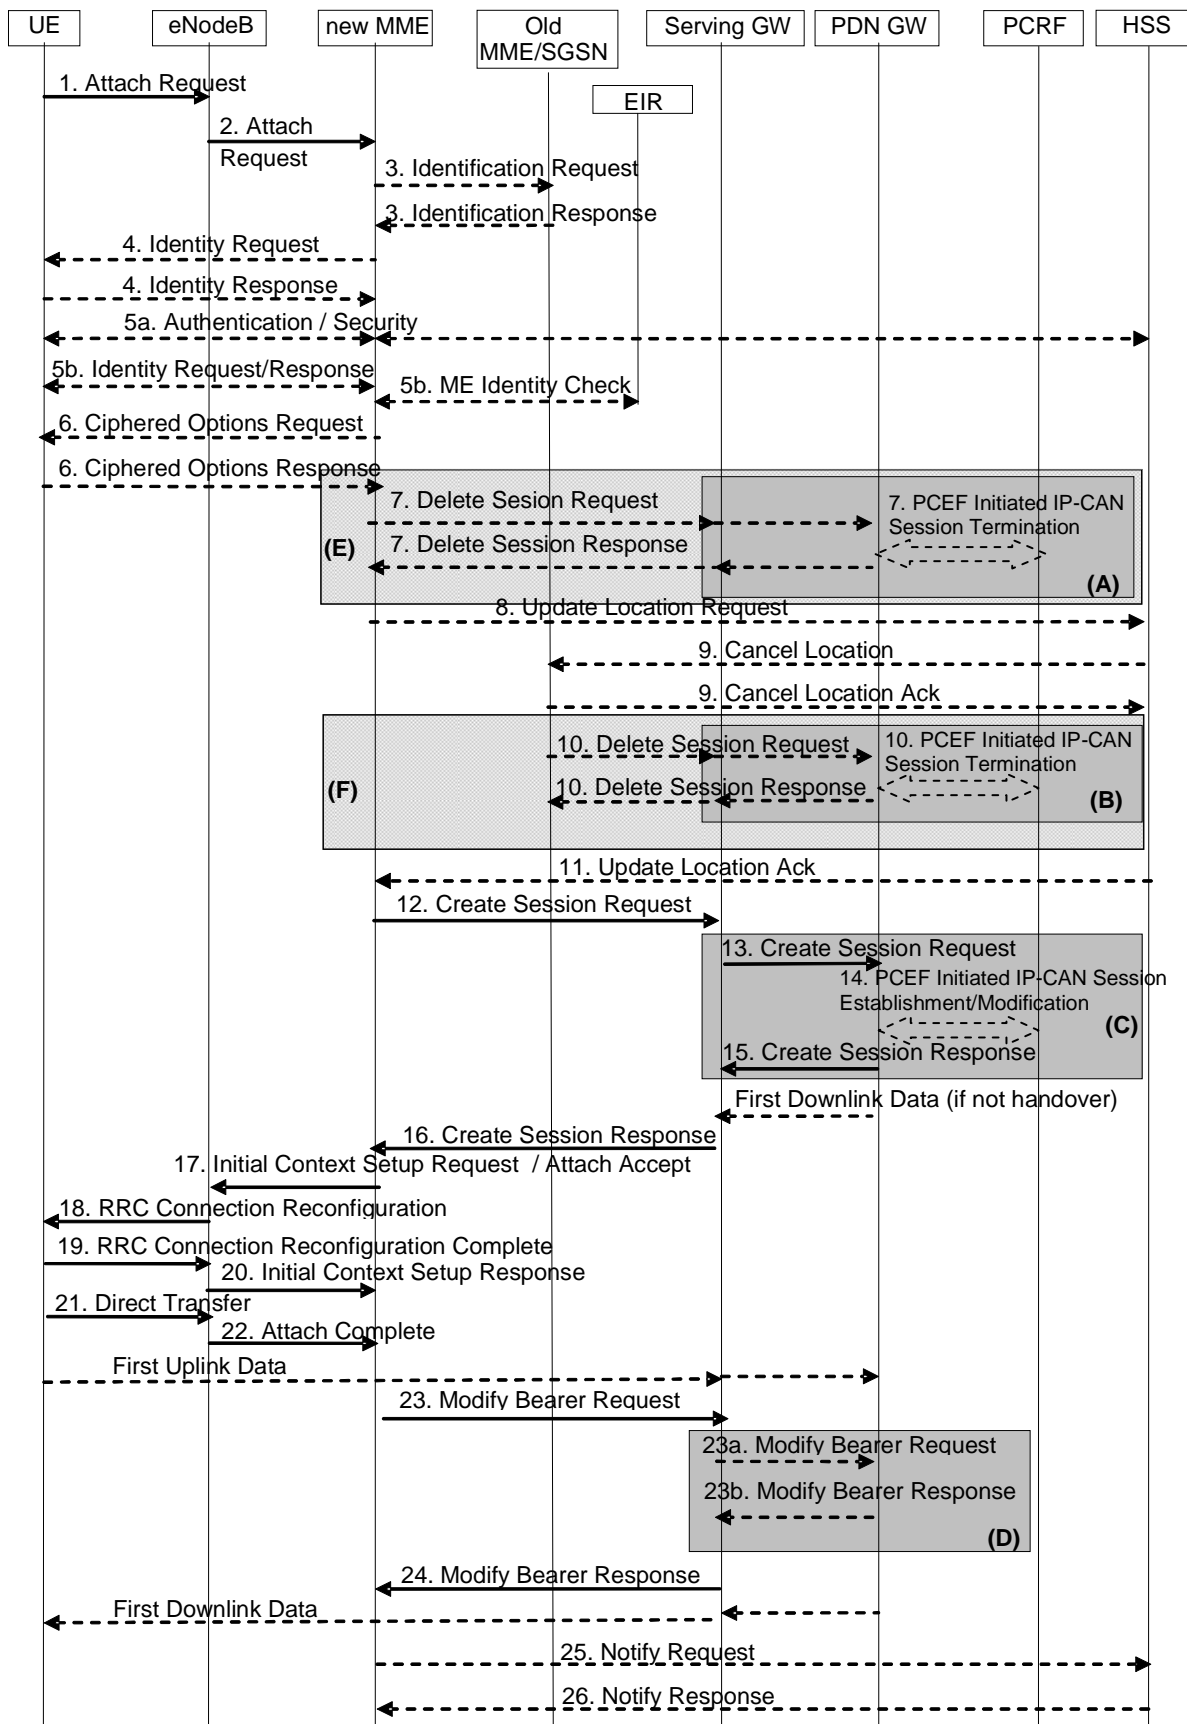 UE
eNodeB
new MME
Old
MME/SGSN
Serving GW
PDN GW
PCRF
HSS
1. Attach Request
EIR
2. Attach
Request
3. Identification Request
3. Identification Response
4. Identity Request
4. Identity Response
5a. Authentication / Security
5b. Identity Request/Response
5b. ME Identity Check
6. Ciphered Options Request
6. Ciphered Options Response
7. Delete Sesion Request
7. PCEF Initiated IP-CAN
Session Termination
7. Delete Session Response
(E)
(A)
8. Update Location Request
9. Cancel Location
9. Cancel Location Ack
10. Delete Session Request
10. PCEF Initiated IP-CAN
Session Termination
10. Delete Session Response
(F)
(B)
11. Update Location Ack
12. Create Session Request
13. Create Session Request
14. PCEF Initiated IP-CAN Session
Establishment/Modification
(C)
15. Create Session Response
First Downlink Data (if not handover)
16. Create Session Response
17. Initial Context Setup Request / Attach Accept
18. RRC Connection Reconfiguration
19. RRC Connection Reconfiguration Complete
20. Initial Context Setup Response
21. Direct Transfer
22. Attach Complete
First Uplink Data
23. Modify Bearer Request
23a. Modify Bearer Request
23b. Modify Bearer Response
(D)
24. Modify Bearer Response
First Downlink Data
25. Notify Request
26. Notify Response